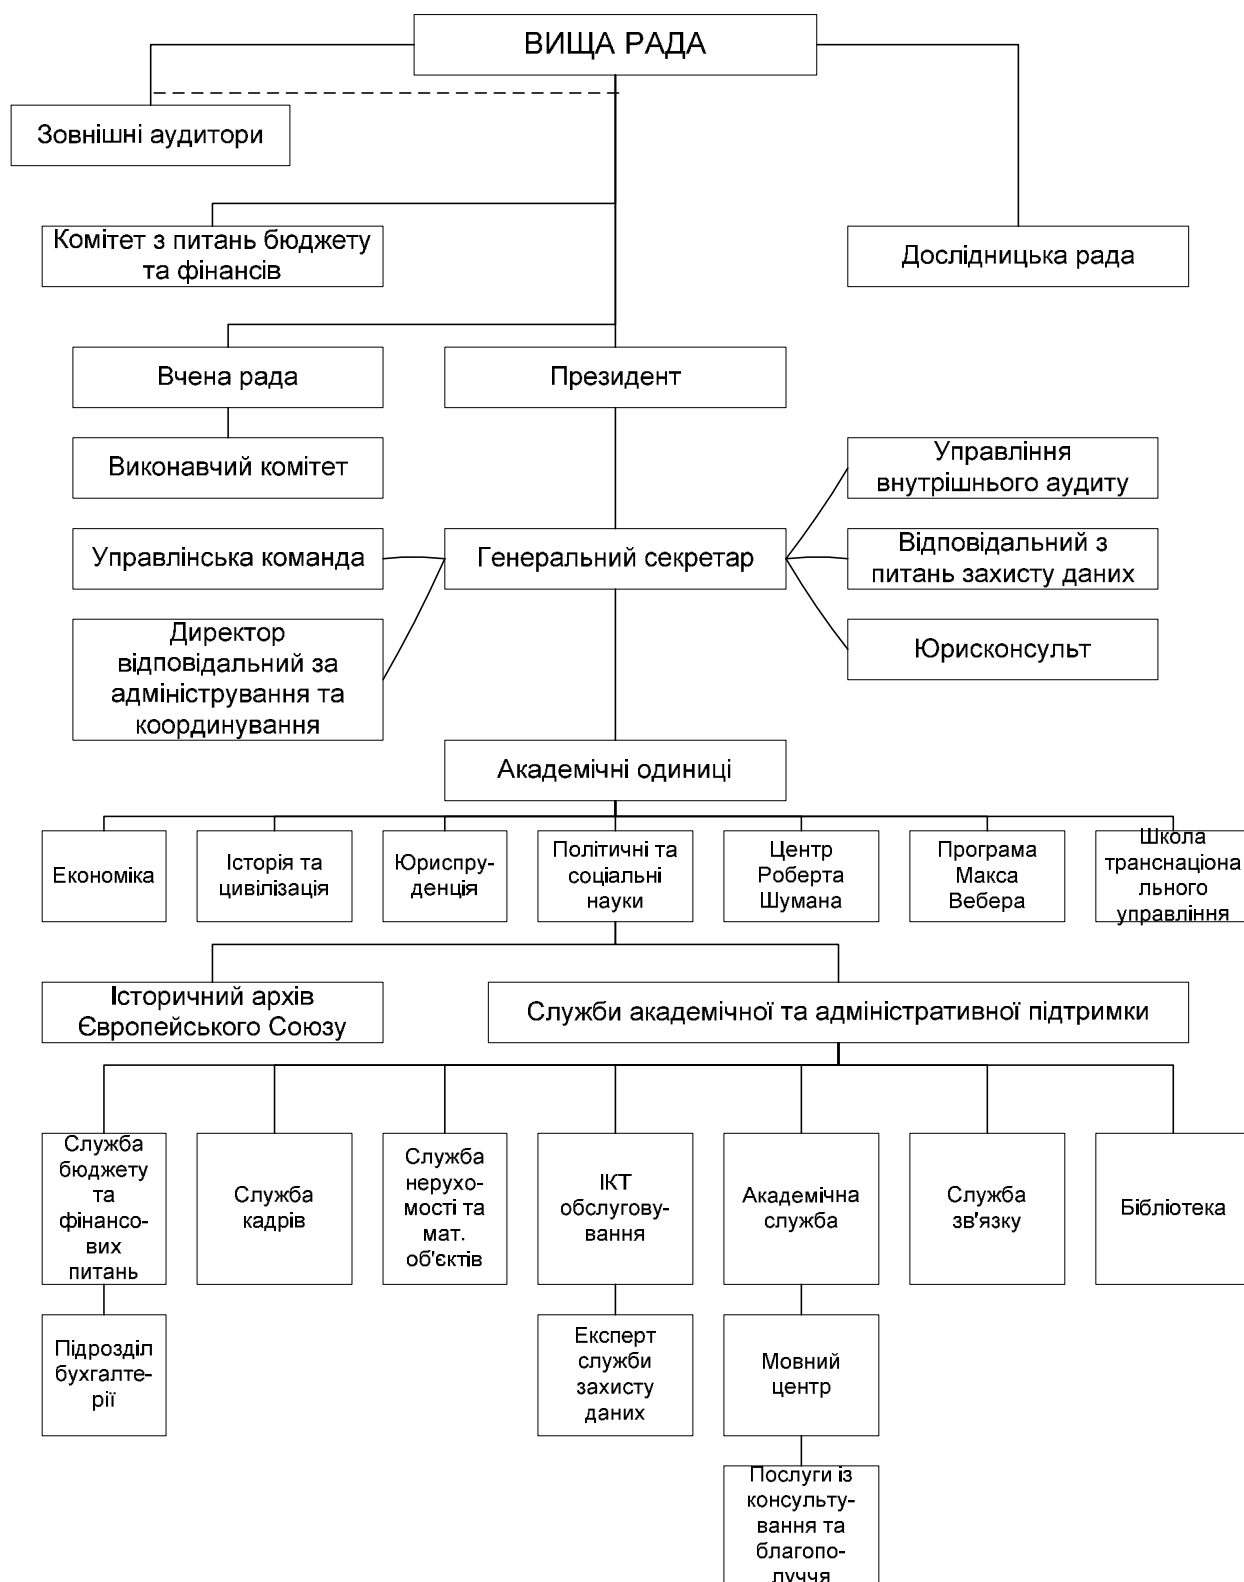 ВИЩА РАДА
Зовнішні аудитори
Комітет з питань бюджету
та фінансів
Дослідницька рада
Вчена рада
Президент
Виконавчий комітет
Управління
внутрішнього аудиту
Управлінська команда
Генеральний секретар
Відповідальний з
питань захисту даних
Директор
відповідальний за
адміністрування та
координування
Юрисконсульт
Академічні одиниці
Економіка
Історія та
цивілізація
Юриспру-
денція
Політичні та
соціальні
науки
Центр
Роберта
Шумана
Програма
Макса
Вебера
Школа
транснаціона
льного
управління
Історичний архів
Європейського Союзу
Служби академічної та адміністративної підтримки
Служба
бюджету
та
фінансо-
вих
питань
Служба
кадрів
Служба
нерухо-
мості та
мат.
об'єктів
ІКТ
обслугову-
вання
Академічна
служба
Служба
зв'язку
Бібліотека
Підрозділ
бухгалте-
рії
Експерт
служби
захисту
даних
Мовний
центр
Послуги із
консульту-
вання та
благопо-
луччя